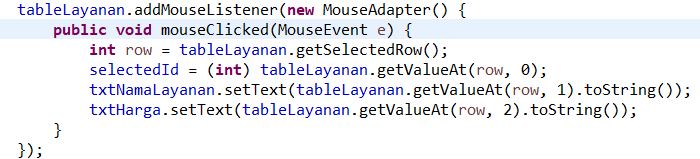 tableLayanan.addMouseListener(new MouseAdapter() {
    public void mouseClicked(MouseEvent e) {
        int row = tableLayanan.getSelectedRow();
        selectedId = (int) tableLayanan.getValueAt(row, 0);
        txtNamaLayanan.setText(tableLayanan.getValueAt(row, 1).toString());
        txtHarga.setText(tableLayanan.getValueAt(row, 2).toString());
    }
});